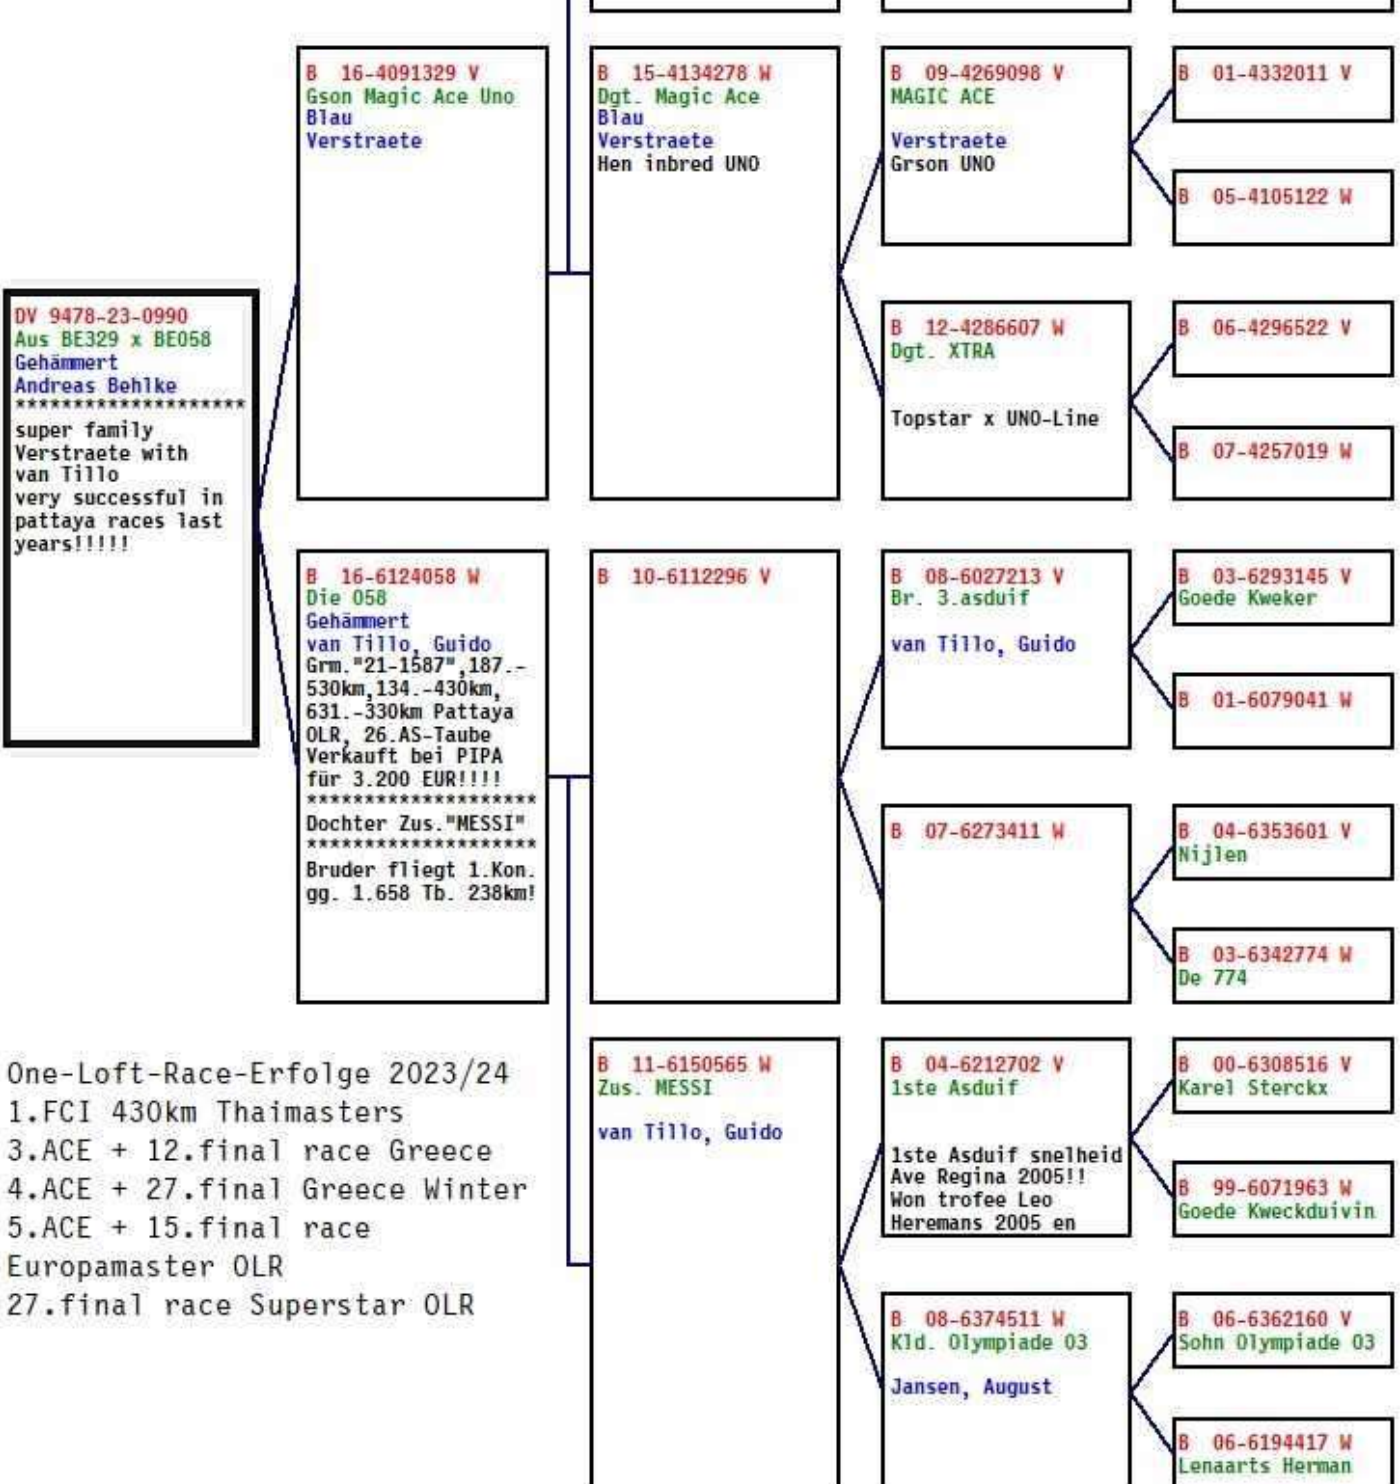 DV 9478-23-0990
Aus BE329 x BE058
Gehämmert
Andreas Behlke
********************
super family
Verstraete with
van Tillo
very successful in
pattaya races last
years!!!!!
B 16-4091329 V
Gson Magic Ace Uno
Blau
Verstraete
B 16-6124058 W
Die 058
Gehämmert
van Tillo, Guido
Grm."21-1587",187.-
530km,134.-430km,
631.-330km Pattaya
OLR, 26.AS-Taube
Verkauft bei PIPA
für 3.200 EUR!!!!
********************
Dochter Zus."MESSI"
********************
Bruder fliegt 1.Kon.
gg. 1.658 Tb. 238km!
B 15-4134278 W
Dgt. Magic Ace
Blau
Verstraete
Hen inbred UNO
B 10-6112296 V
B 11-6150565 W
Zus. MESSI
van Tillo, Guido
B 09-4269098 V
MAGIC ACE
Verstraete
Grson UNO
B 12-4286607 W
Dgt. XTRA
Topstar x UNO-Line
B 08-6027213 V
Br. 3.asduif
van Tillo, Guido
B 07-6273411 W
B 04-6212702 V
1ste Asduif
1ste Asduif snelheid
Ave Regina 2005!!
Won trofee Leo
Heremans 2005 en
B 08-6374511 W
Kld. Olympiade 03
Jansen, August
B 01-4332011 V
B 05-4105122 W
B 06-4296522 V
B 07-4257019 W
B 03-6293145 V
Goede Kweker
B 01-6079041 W
B 04-6353601 V
Nijlen
B 03-6342774 W
De 774
B 00-6308516 V
Karel Sterckx
B 99-6071963 W
Goede Kweckduivin
B 06-6362160 V
Sohn Olympiade 03
B 06-6194417 W
Lenaarts Herman
One-Loft-Race-Erfolge 2023/24
1.FCI 430km Thaimasters
3.ACE + 12.final race Greece
4.ACE + 27.final Greece Winter
5.ACE + 15.final race
Europamaster OLR
27.final race Superstar OLR